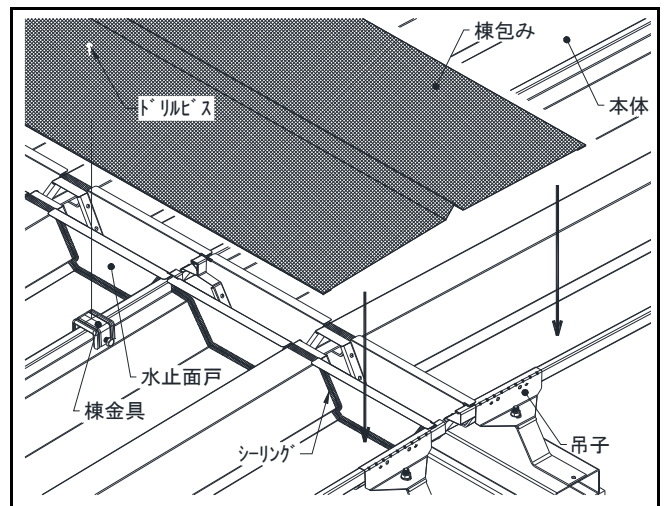 棟包み
本体
ﾄﾞﾘﾙﾋﾞｽ
水止面戸
棟金具
ｼｰﾘﾝｸﾞ
吊子